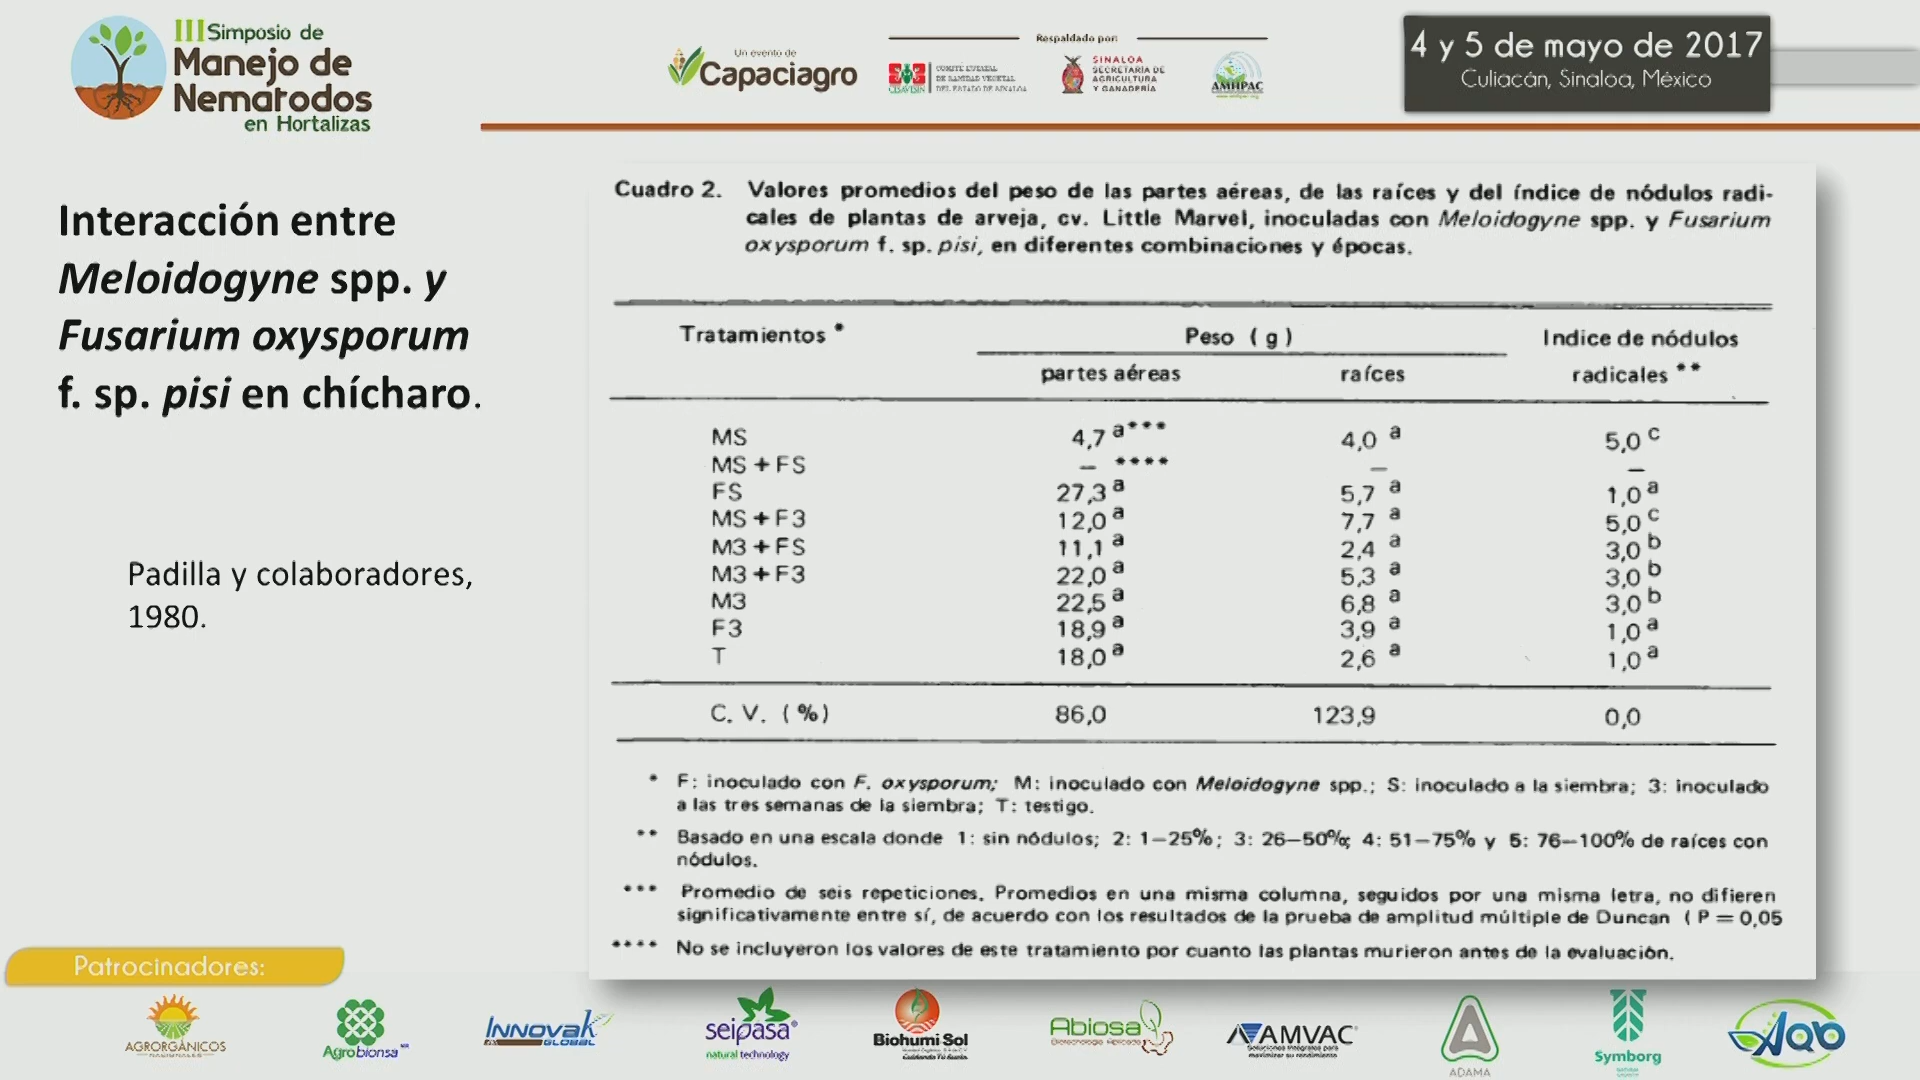 III Simposio de
Manejo de
Nematodos
en Hortalizas
Un evento de
Capaciagro
Respaldado por:
CESAVESIN
COMITÉ ESTATAL
DE SANIDAD VEGETAL
DEL ESTADO DE SINALOA
SINALOA
SECRETARÍA DE
AGRICULTURA
Y GANADERÍA
AMHPAC
4 y 5 de mayo de 2017
Culiacán, Sinaloa, México
Interacción entre
Meloidogyne spp. y
Fusarium oxysporum
f. sp. pisi en chícharo.
Padilla y colaboradores,
1980.
Cuadro 2. Valores promedios del peso de las partes aéreas, de las raíces y del índice de nódulos radi-
cales de plantas de arveja, cv. Little Marvel, inoculadas con Meloidogyne spp. y Fusarium
oxysporum f. sp. pisi, en diferentes combinaciones y épocas.
Tratamientos * Peso (g) Indice de nódulos
partes aéreas raíces radicales **
MS 4,7 a*** 4,0 a 5,0 c
MS + FS – **** – –
FS 27,3 a 5,7 a 1,0 a
MS + F3 12,0 a 7,7 a 5,0 c
M3 + FS 11,1 a 2,4 a 3,0 b
M3 + F3 22,0 a 5,3 a 3,0 b
M3 22,5 a 6,8 a 3,0 b
F3 18,9 a 3,9 a 1,0 a
T 18,0 a 2,6 a 1,0 a
C. V. (%) 86,0 123,9 0,0
* F: inoculado con F. oxysporum; M: inoculado con Meloidogyne spp.; S: inoculado a la siembra; 3: inoculado
a las tres semanas de la siembra; T: testigo.
** Basado en una escala donde 1: sin nódulos; 2: 1–25%; 3: 26–50%; 4: 51–75% y 5: 76–100% de raíces con
nódulos.
*** Promedio de seis repeticiones. Promedios en una misma columna, seguidos por una misma letra, no difieren
significativamente entre sí, de acuerdo con los resultados de la prueba de amplitud múltiple de Duncan (P = 0,05
**** No se incluyeron los valores de este tratamiento por cuanto las plantas murieron antes de la evaluación.
Patrocinadores:
AGRORGÁNICOS
NACIONALES
Agrobionsa
INNOVAK
GLOBAL
seipasa
natural technology
Biohumi Sol
Cuidando Tú Suelo
Abiosa
Biotecnología Aplicada
AMVAC
Soluciones Integrales para
maximizar su rendimiento
ADAMA
Symborg
AQO